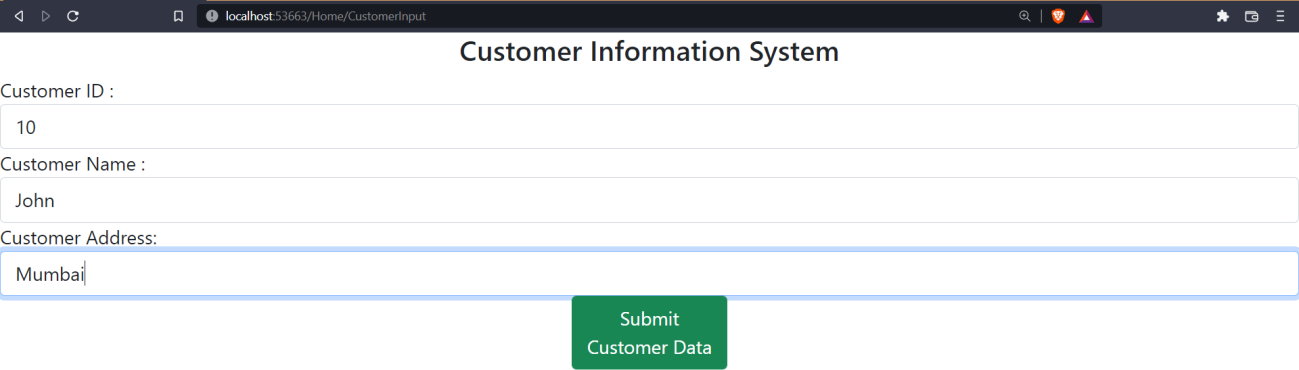 localhost:53663/Home/CustomerInput
Customer Information System
Customer ID :
10
Customer Name :
John
Customer Address:
Mumbai
Submit
Customer Data